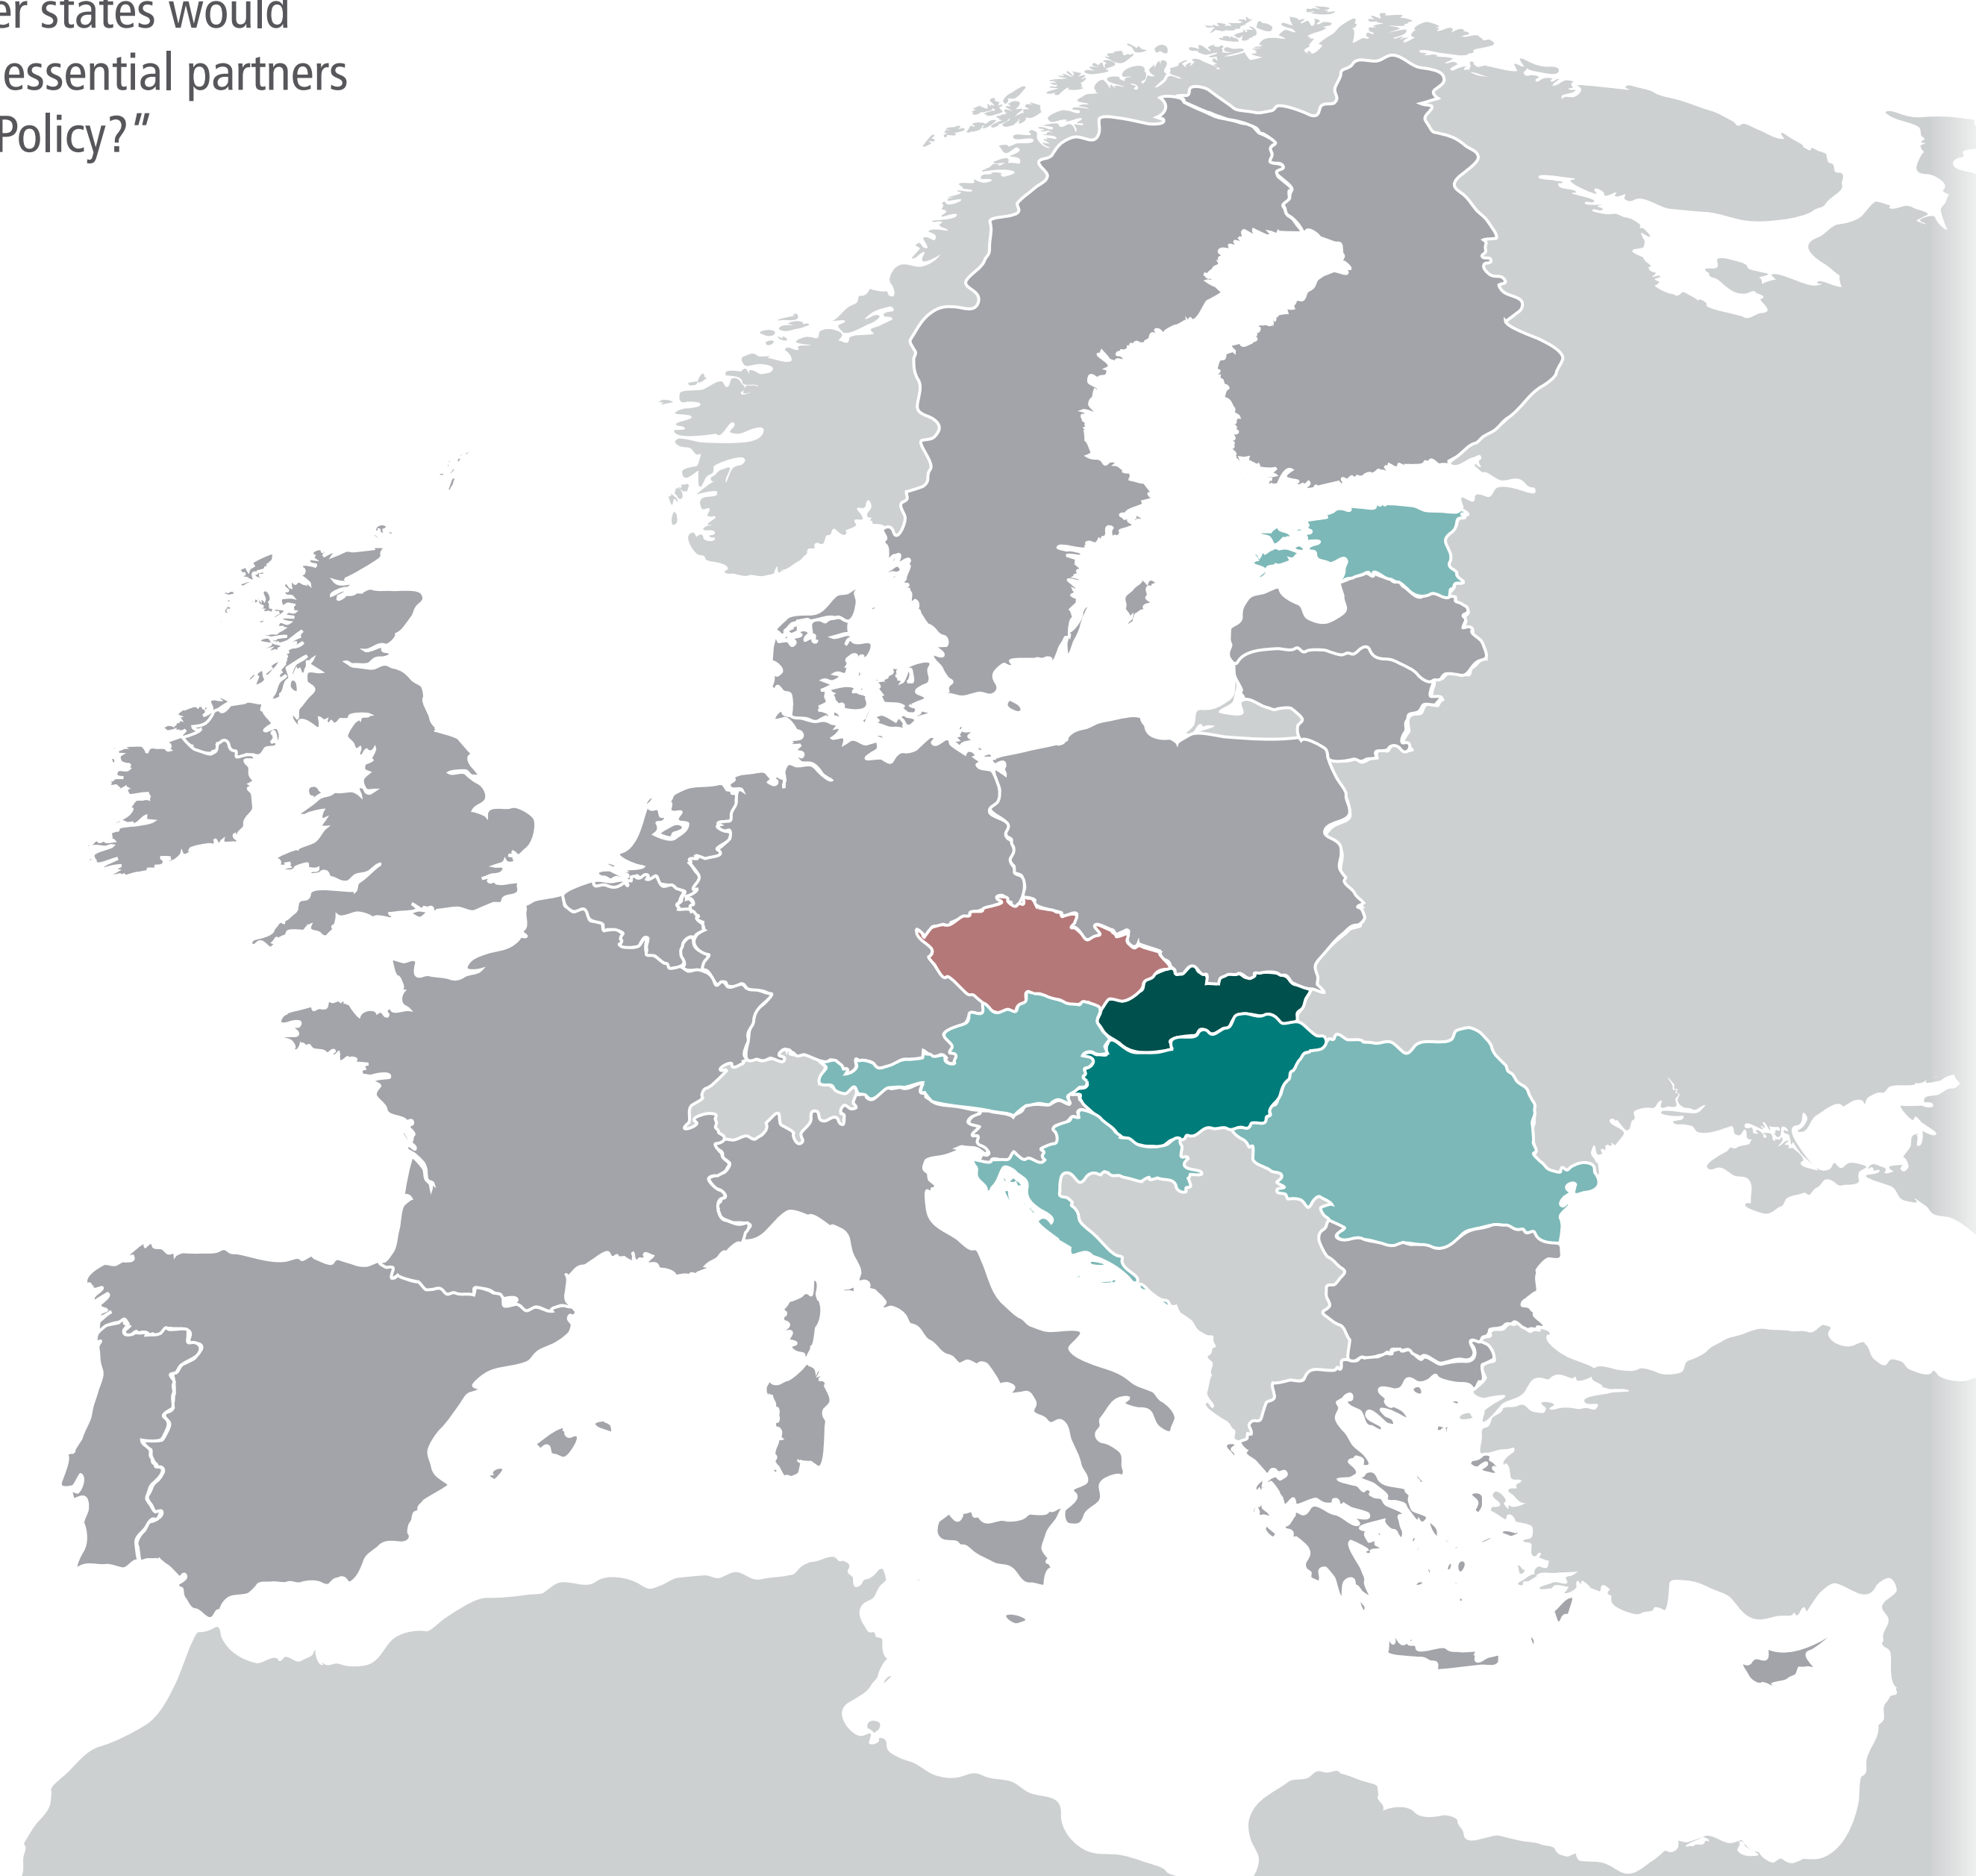 er states would
essential partners
Policy?”